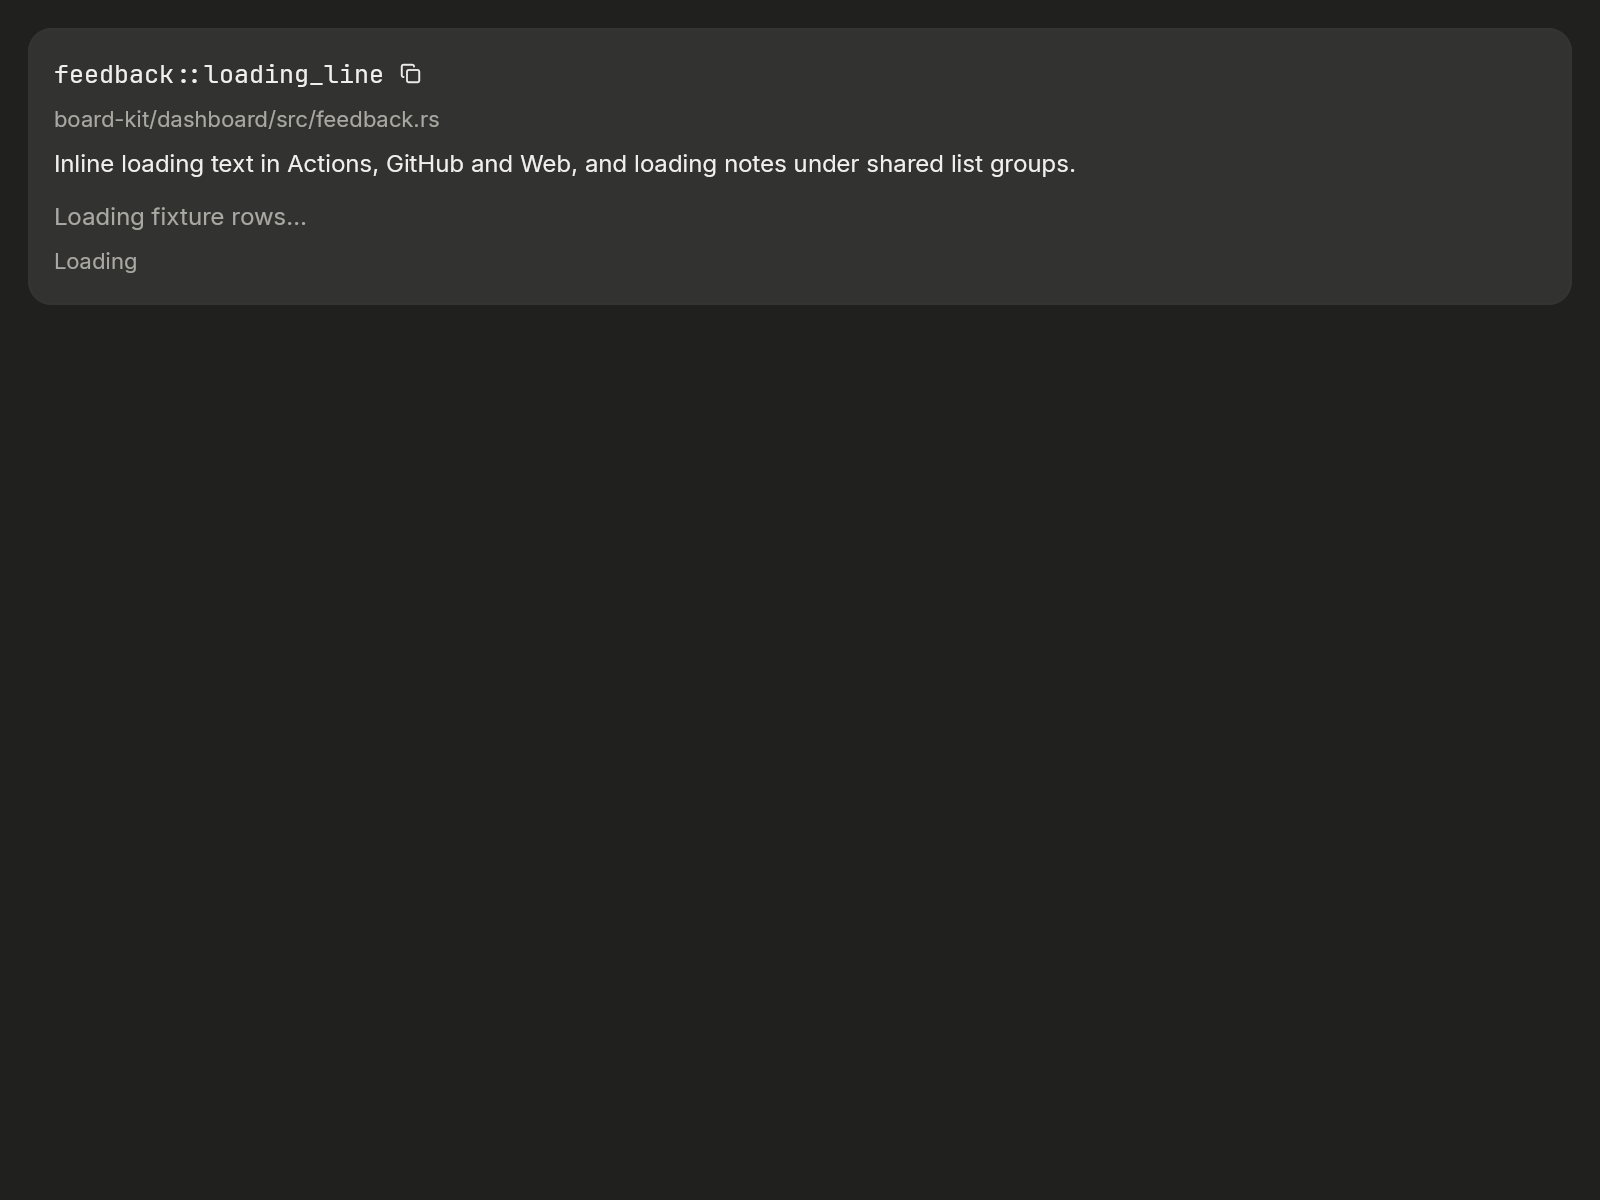 feedback::loading_line
board-kit/dashboard/src/feedback.rs
Inline loading text in Actions, GitHub and Web, and loading notes under shared list groups.
Loading fixture rows...
Loading